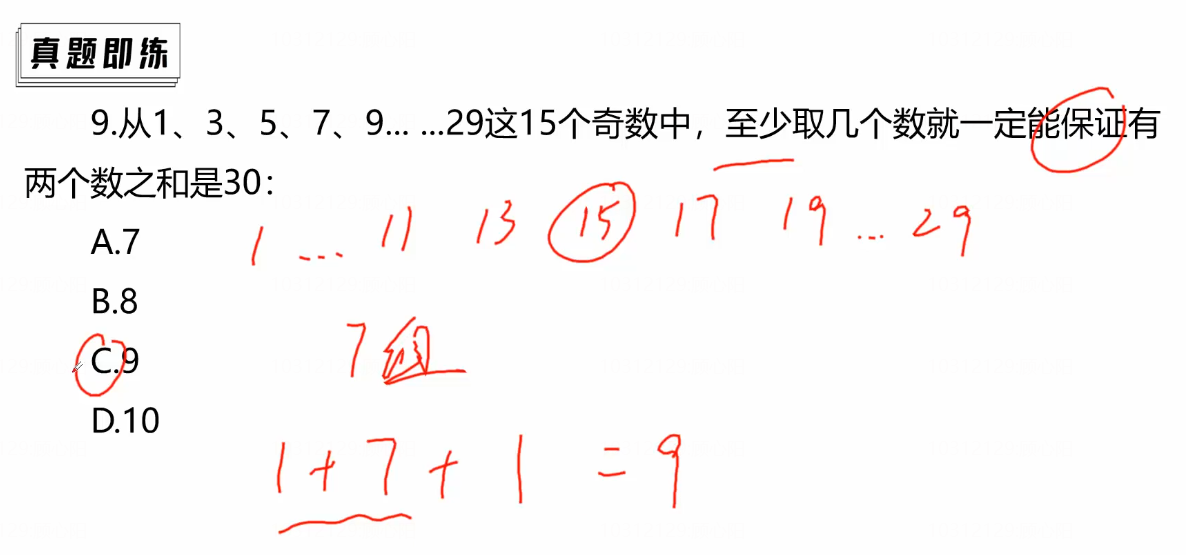 真题即练
9.从1、3、5、7、9... ...29这15个奇数中，至少取几个数就一定能保证有
两个数之和是30：
A.7
1 ... 11 13 15 17 19 ... 29
B.8
C.9
7组
D.10
1+7+1=9